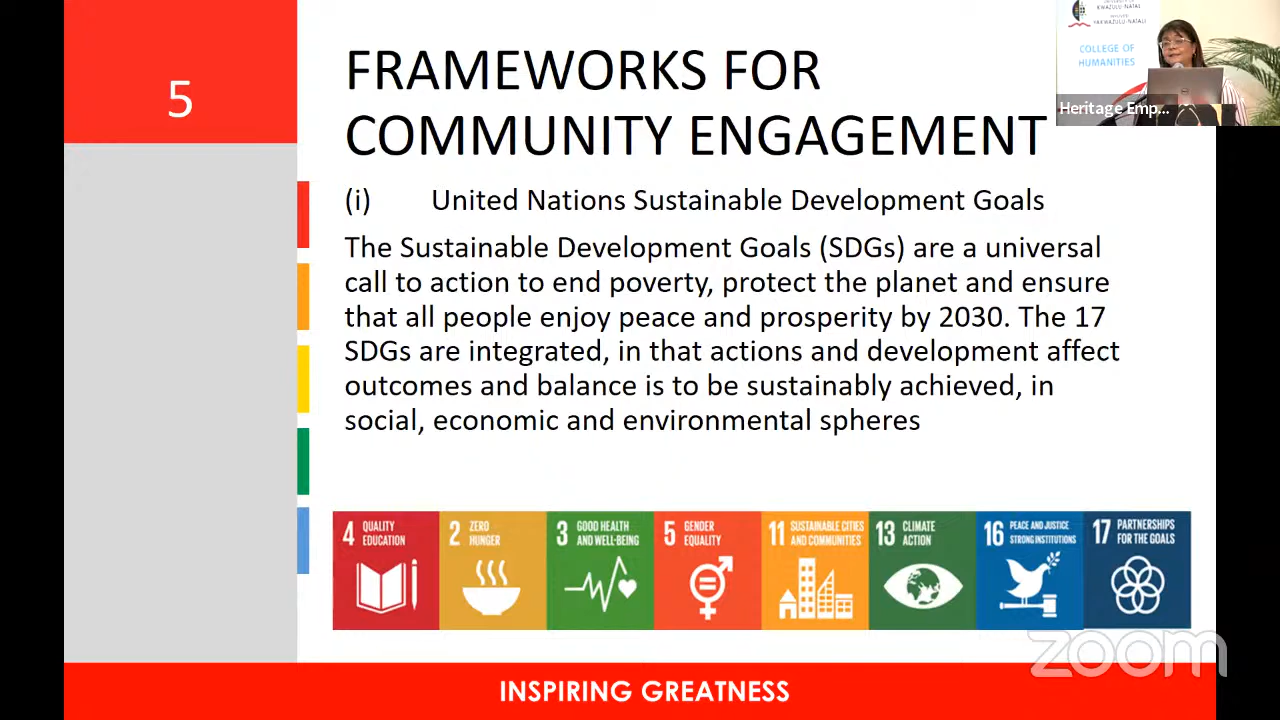 5
FRAMEWORKS FOR
COMMUNITY ENGAGEMENT
(i) United Nations Sustainable Development Goals
The Sustainable Development Goals (SDGs) are a universal
call to action to end poverty, protect the planet and ensure
that all people enjoy peace and prosperity by 2030. The 17
SDGs are integrated, in that actions and development affect
outcomes and balance is to be sustainably achieved, in
social, economic and environmental spheres
4 QUALITY
EDUCATION
2 ZERO
HUNGER
3 GOOD HEALTH
AND WELL-BEING
5 GENDER
EQUALITY
11 SUSTAINABLE CITIES
AND COMMUNITIES
13 CLIMATE
ACTION
16 PEACE AND JUSTICE
STRONG INSTITUTIONS
17 PARTNERSHIPS
FOR THE GOALS
INSPIRING GREATNESS
UNIVERSITY OF
KWAZULU-NATAL
YAKWAZULU-NATALI
COLLEGE OF
HUMANITIES
Heritage Emp...
zoom